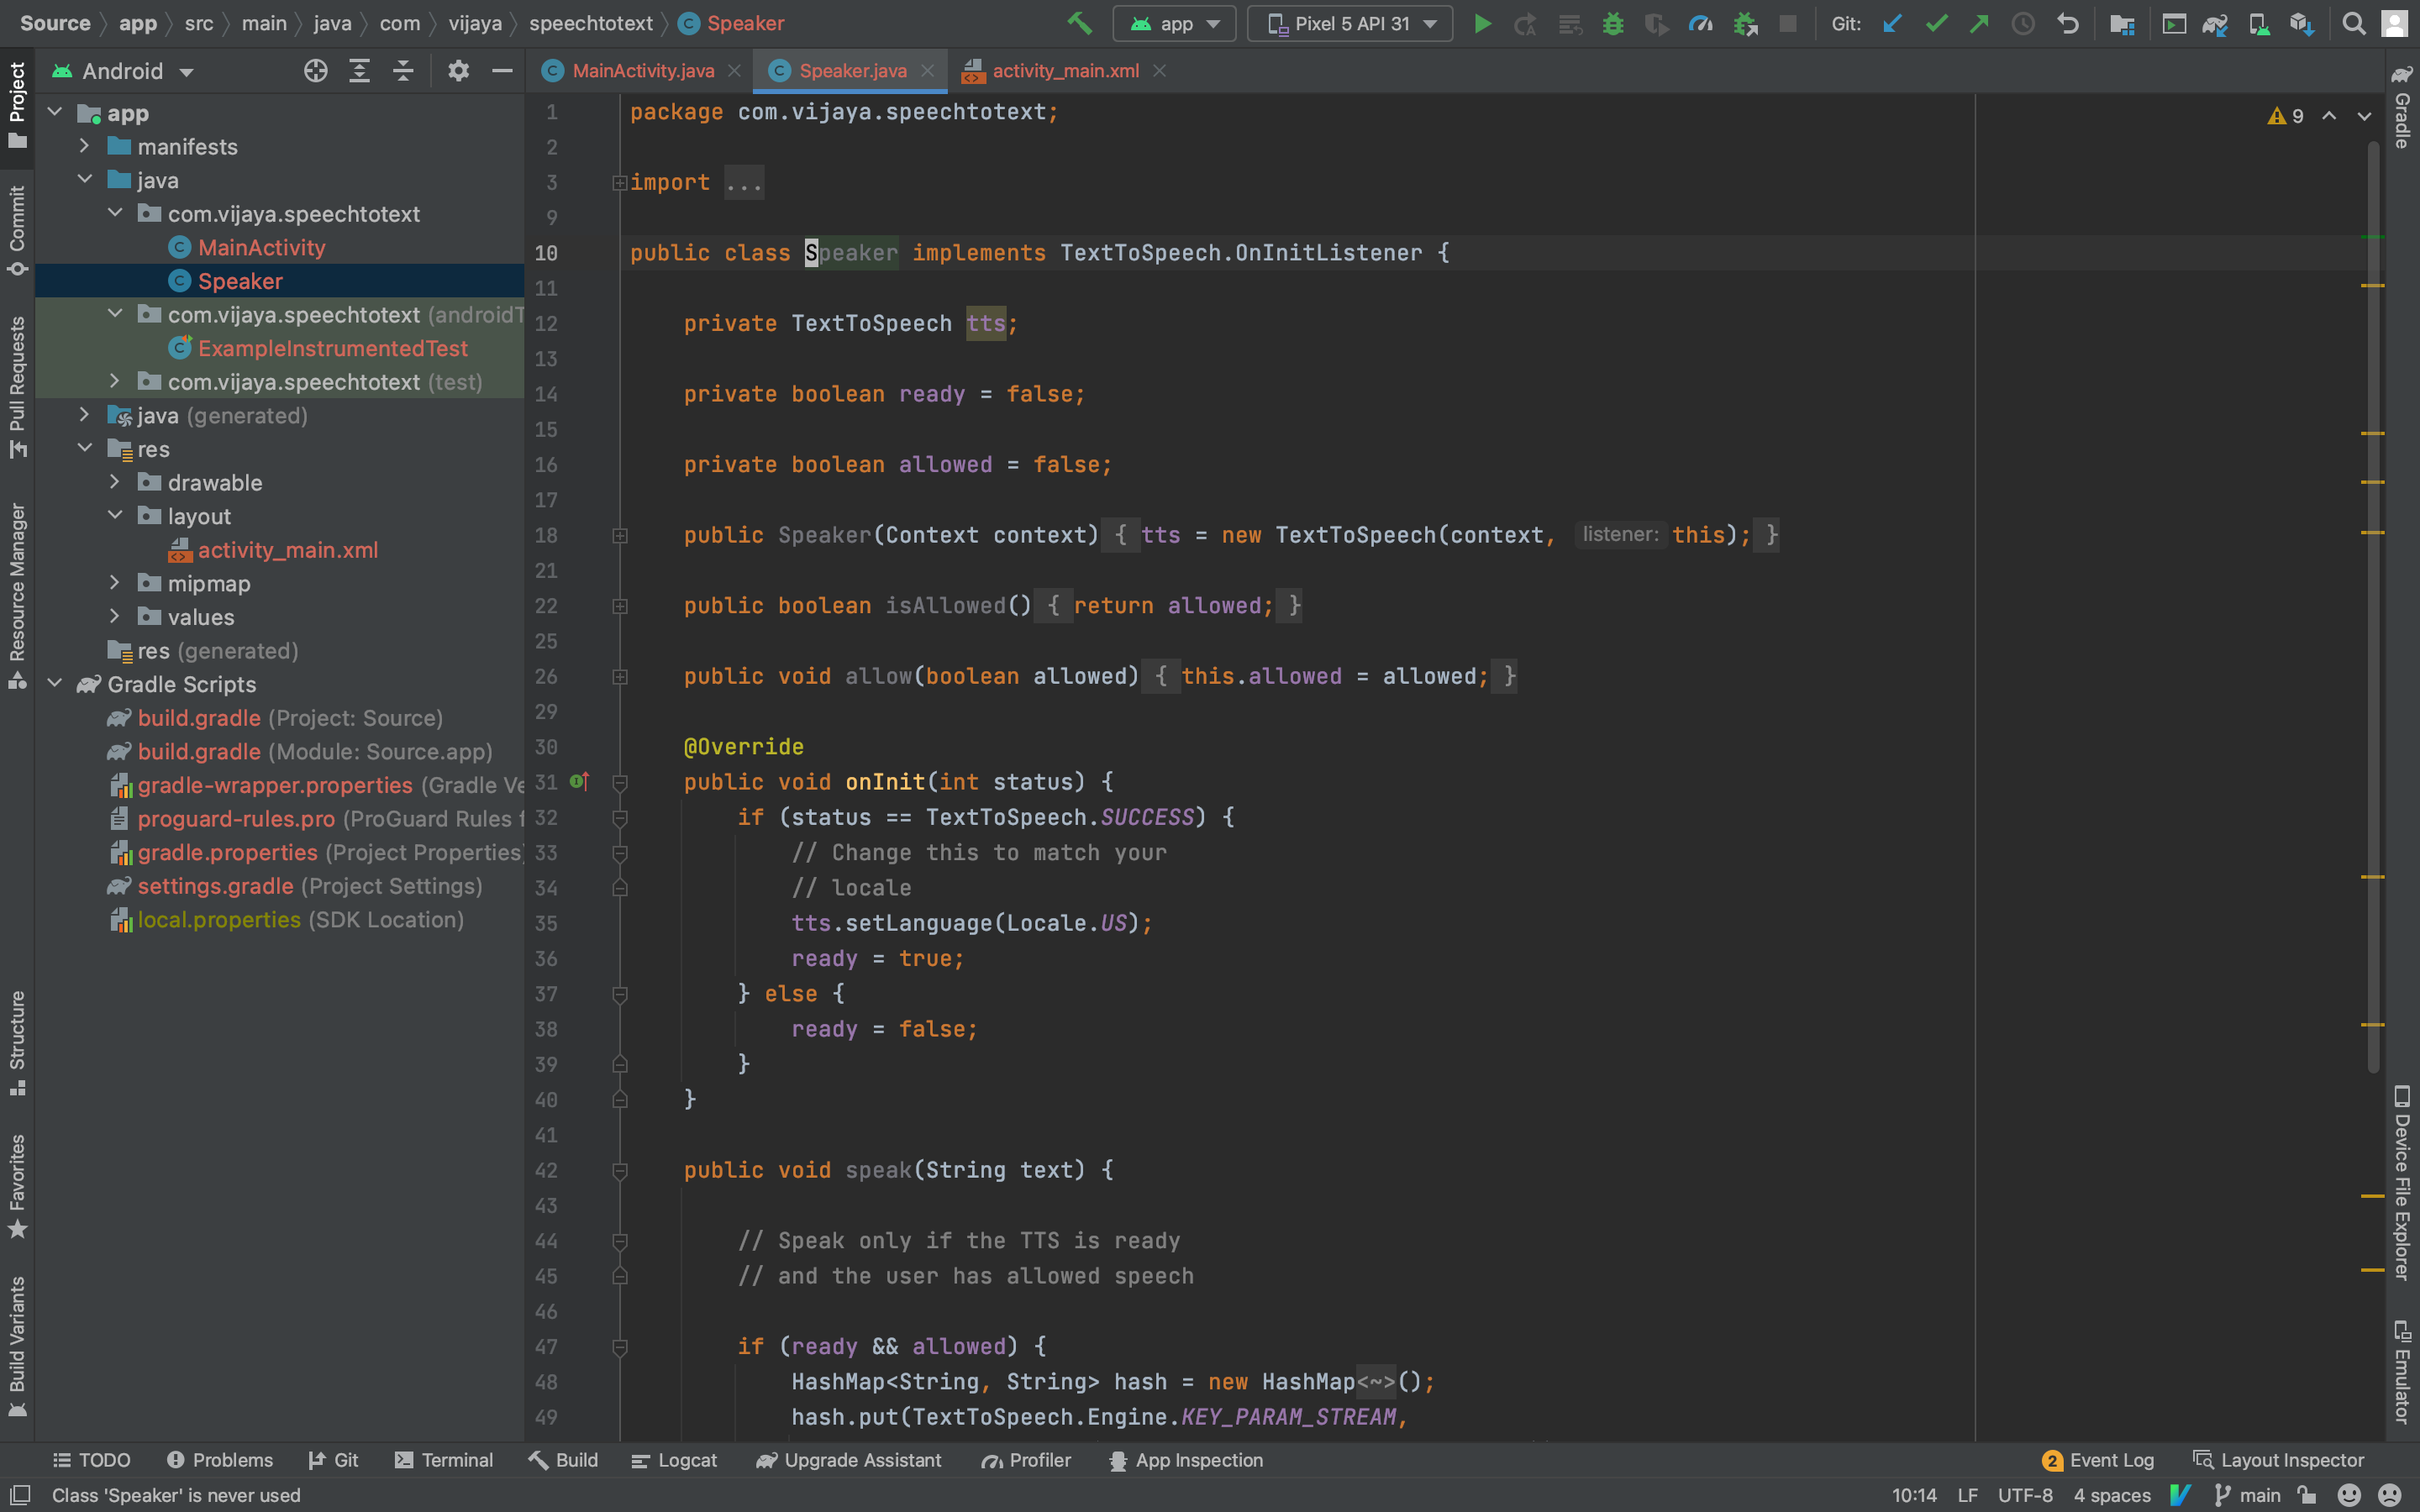 Source app src main java com vijaya speechtotext Speaker app Pixel 5 API 31 Git:
Android
MainActivity.java Speaker.java activity_main.xml
Project
Commit
Pull Requests
Resource Manager
Structure
Favorites
Build Variants
app
manifests
java
com.vijaya.speechtotext
MainActivity
Speaker
com.vijaya.speechtotext (androidT
ExampleInstrumentedTest
com.vijaya.speechtotext (test)
java (generated)
res
drawable
layout
activity_main.xml
mipmap
values
res (generated)
Gradle Scripts
build.gradle (Project: Source)
build.gradle (Module: Source.app)
gradle-wrapper.properties (Gradle Ve
proguard-rules.pro (ProGuard Rules f
gradle.properties (Project Properties)
settings.gradle (Project Settings)
local.properties (SDK Location)
1 package com.vijaya.speechtotext;
2
3 import ...
9
10 public class Speaker implements TextToSpeech.OnInitListener {
11
12 private TextToSpeech tts;
13
14 private boolean ready = false;
15
16 private boolean allowed = false;
17
18 public Speaker(Context context) { tts = new TextToSpeech(context, listener: this); }
21
22 public boolean isAllowed() { return allowed; }
25
26 public void allow(boolean allowed) { this.allowed = allowed; }
29
30 @Override
31 public void onInit(int status) {
32 if (status == TextToSpeech.SUCCESS) {
33 // Change this to match your
34 // locale
35 tts.setLanguage(Locale.US);
36 ready = true;
37 } else {
38 ready = false;
39 }
40 }
41
42 public void speak(String text) {
43
44 // Speak only if the TTS is ready
45 // and the user has allowed speech
46
47 if (ready && allowed) {
48 HashMap<String, String> hash = new HashMap<~>();
49 hash.put(TextToSpeech.Engine.KEY_PARAM_STREAM,
9
Gradle
Device File Explorer
Emulator
TODO Problems Git Terminal Build Logcat Upgrade Assistant Profiler App Inspection 2 Event Log Layout Inspector
Class 'Speaker' is never used 10:14 LF UTF-8 4 spaces main